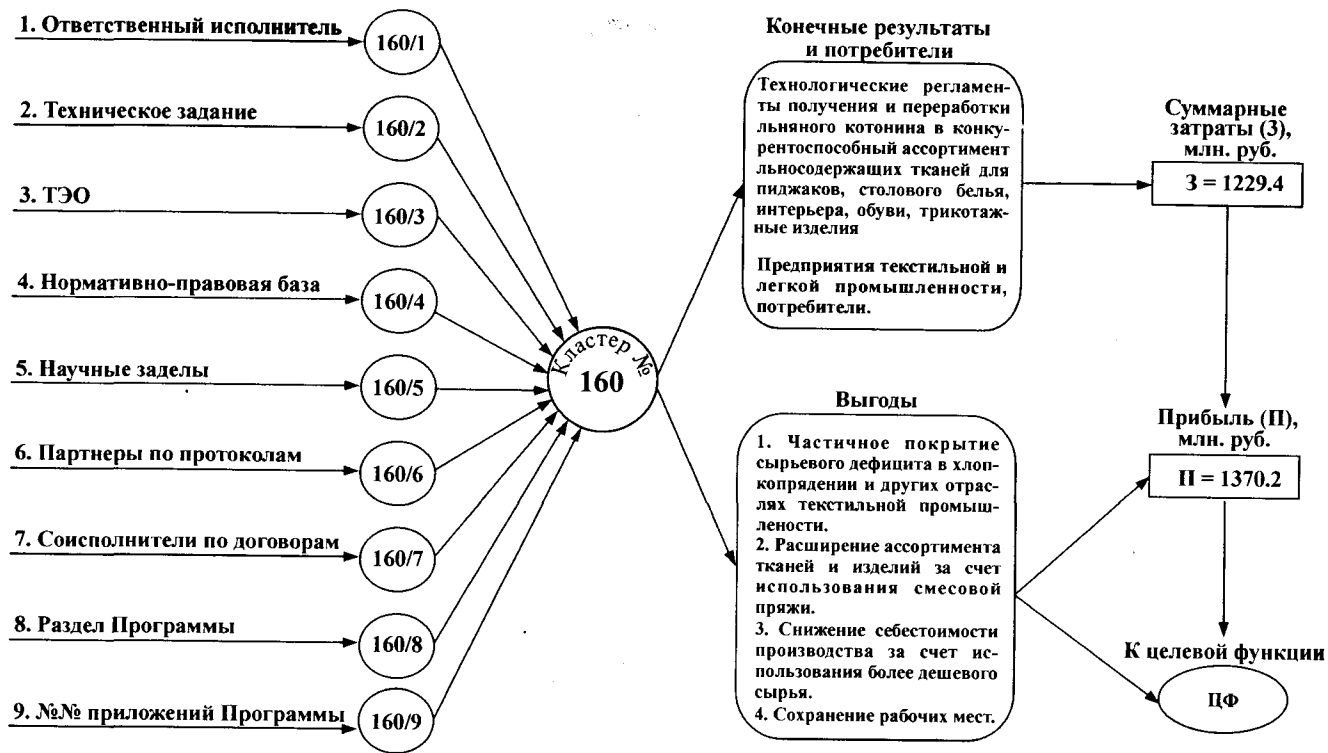 1. Ответственный исполнитель
160/1
2. Техническое задание
160/2
3. ТЭО
160/3
4. Нормативно-правовая база
160/4
5. Научные заделы
160/5
6. Партнеры по протоколам
160/6
7. Соисполнители по договорам
160/7
8. Раздел Программы
160/8
9. №№ приложений Программы
160/9
Кластер №
160
Конечные результаты
и потребители
Технологические регламен-
ты получения и переработки
льняного котонина в конку-
рентоспособный ассортимент
льносодержащих тканей для
пиджаков, столового белья,
интерьера, обуви, трикотаж-
ные изделия
Предприятия текстильной и
легкой промышленности,
потребители.
Выгоды
1. Частичное покрытие
сырьевого дефицита в хлоп-
копрядении и других отрас-
лях текстильной промыш-
лености.
2. Расширение ассортимента
тканей и изделий за счет
использования смесовой
пряжи.
3. Снижение себестоимости
производства за счет ис-
пользования более дешевого
сырья.
4. Сохранение рабочих мест.
Суммарные
затраты (З),
млн. руб.
З = 1229.4
Прибыль (П),
млн. руб.
П = 1370.2
К целевой функции
ЦФ